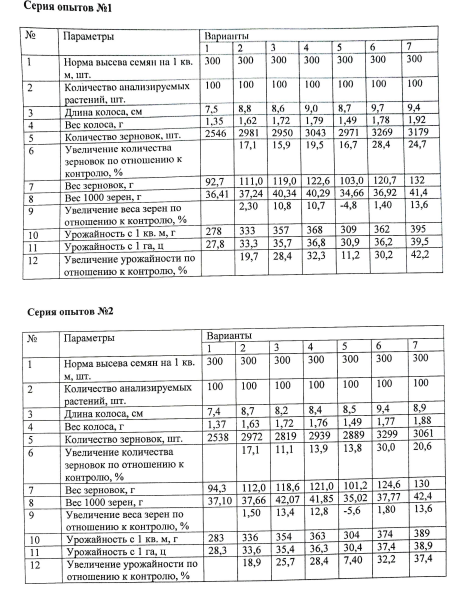 Серия опытов №1
№ Параметры Варианты
1 2 3 4 5 6 7
1 Норма высева семян на 1 кв. 300 300 300 300 300 300 300
м, шт.
2 Количество анализируемых 100 100 100 100 100 100 100
растений, шт.
3 Длина колоса, см 7,5 8,8 8,6 9,0 8,7 9,7 9,4
4 Вес колоса, г 1,35 1,62 1,72 1,79 1,49 1,78 1,92
5 Количество зерновок, шт. 2546 2981 2950 3043 2971 3269 3179
6 Увеличение количества 17,1 15,9 19,5 16,7 28,4 24,7
зерновок по отношению к
контролю, %
7 Вес зерновок, г 92,7 111,0 119,0 122,6 103,0 120,7 132
8 Вес 1000 зерен, г 36,41 37,24 40,34 40,29 34,66 36,92 41,4
9 Увеличение веса зерен по 2,30 10,8 10,7 -4,8 1,40 13,6
отношению к контролю, %
10 Урожайность с 1 кв. м, г 278 333 357 368 309 362 395
11 Урожайность с 1 га, ц 27,8 33,3 35,7 36,8 30,9 36,2 39,5
12 Увеличение урожайности по 19,7 28,4 32,3 11,2 30,2 42,2
отношению к контролю, %
Серия опытов №2
№ Параметры Варианты
1 2 3 4 5 6 7
1 Норма высева семян на 1 кв. 300 300 300 300 300 300 300
м, шт.
2 Количество анализируемых 100 100 100 100 100 100 100
растений, шт.
3 Длина колоса, см 7,4 8,7 8,2 8,4 8,5 9,4 8,9
4 Вес колоса, г 1,37 1,63 1,72 1,76 1,49 1,77 1,88
5 Количество зерновок, шт. 2538 2972 2819 2939 2889 3299 3061
6 Увеличение количества 17,1 11,1 13,9 13,8 30,0 20,6
зерновок по отношению к
контролю, %
7 Вес зерновок, г 94,3 112,0 118,6 121,0 101,2 124,6 130
8 Вес 1000 зерен, г 37,10 37,66 42,07 41,85 35,02 37,77 42,4
9 Увеличение веса зерен по 1,50 13,4 12,8 -5,6 1,80 13,6
отношению к контролю, %
10 Урожайность с 1 кв. м, г 283 336 354 363 304 374 389
11 Урожайность с 1 га, ц 28,3 33,6 35,4 36,3 30,4 37,4 38,9
12 Увеличение урожайности по 18,9 25,7 28,4 7,40 32,2 37,4
отношению к контролю, %